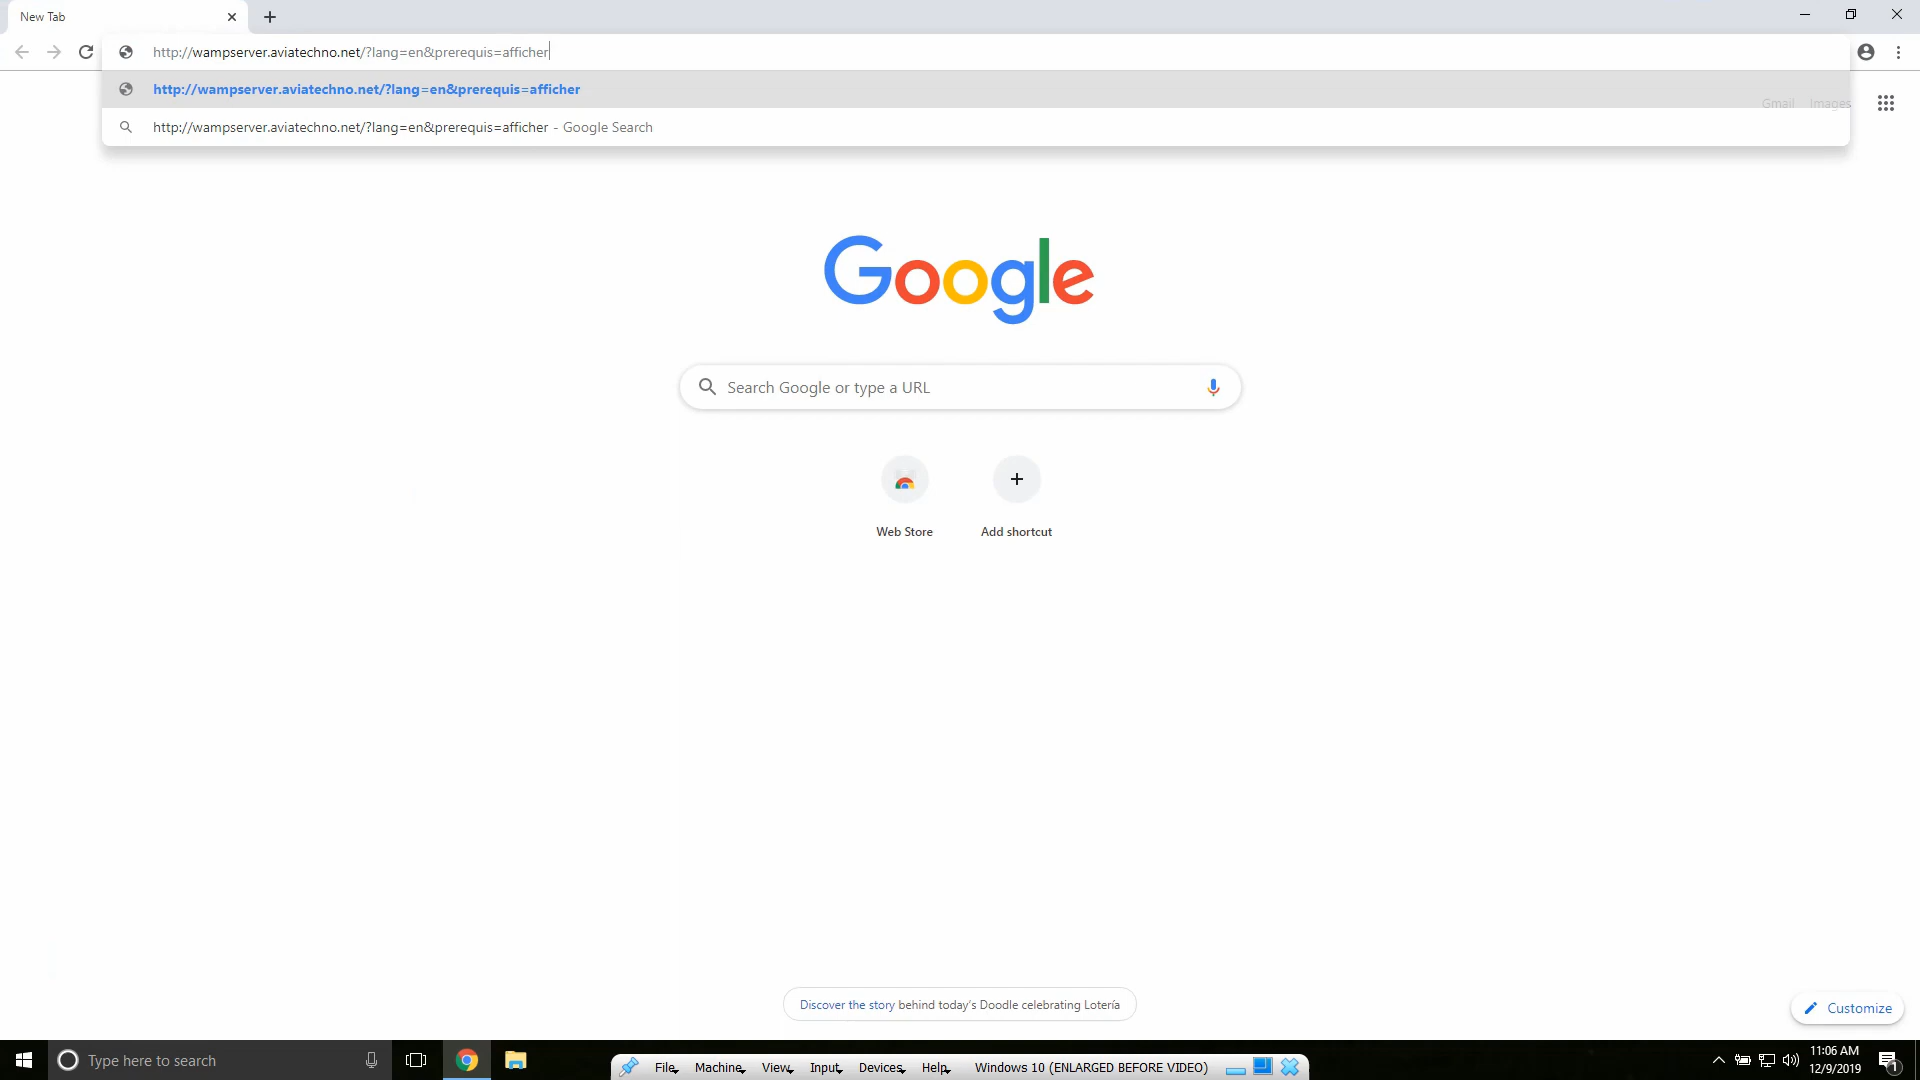 New Tab
http://wampserver.aviatechno.net/?lang=en&prerequis=afficher
http://wampserver.aviatechno.net/?lang=en&prerequis=afficher
http://wampserver.aviatechno.net/?lang=en&prerequis=afficher - Google Search
Gmail Images
Google
Search Google or type a URL
Web Store
Add shortcut
Discover the story behind today's Doodle celebrating Lotería
Customize
Type here to search
File Machine View Input Devices Help Windows 10 (ENLARGED BEFORE VIDEO)
11:06 AM
12/9/2019
1